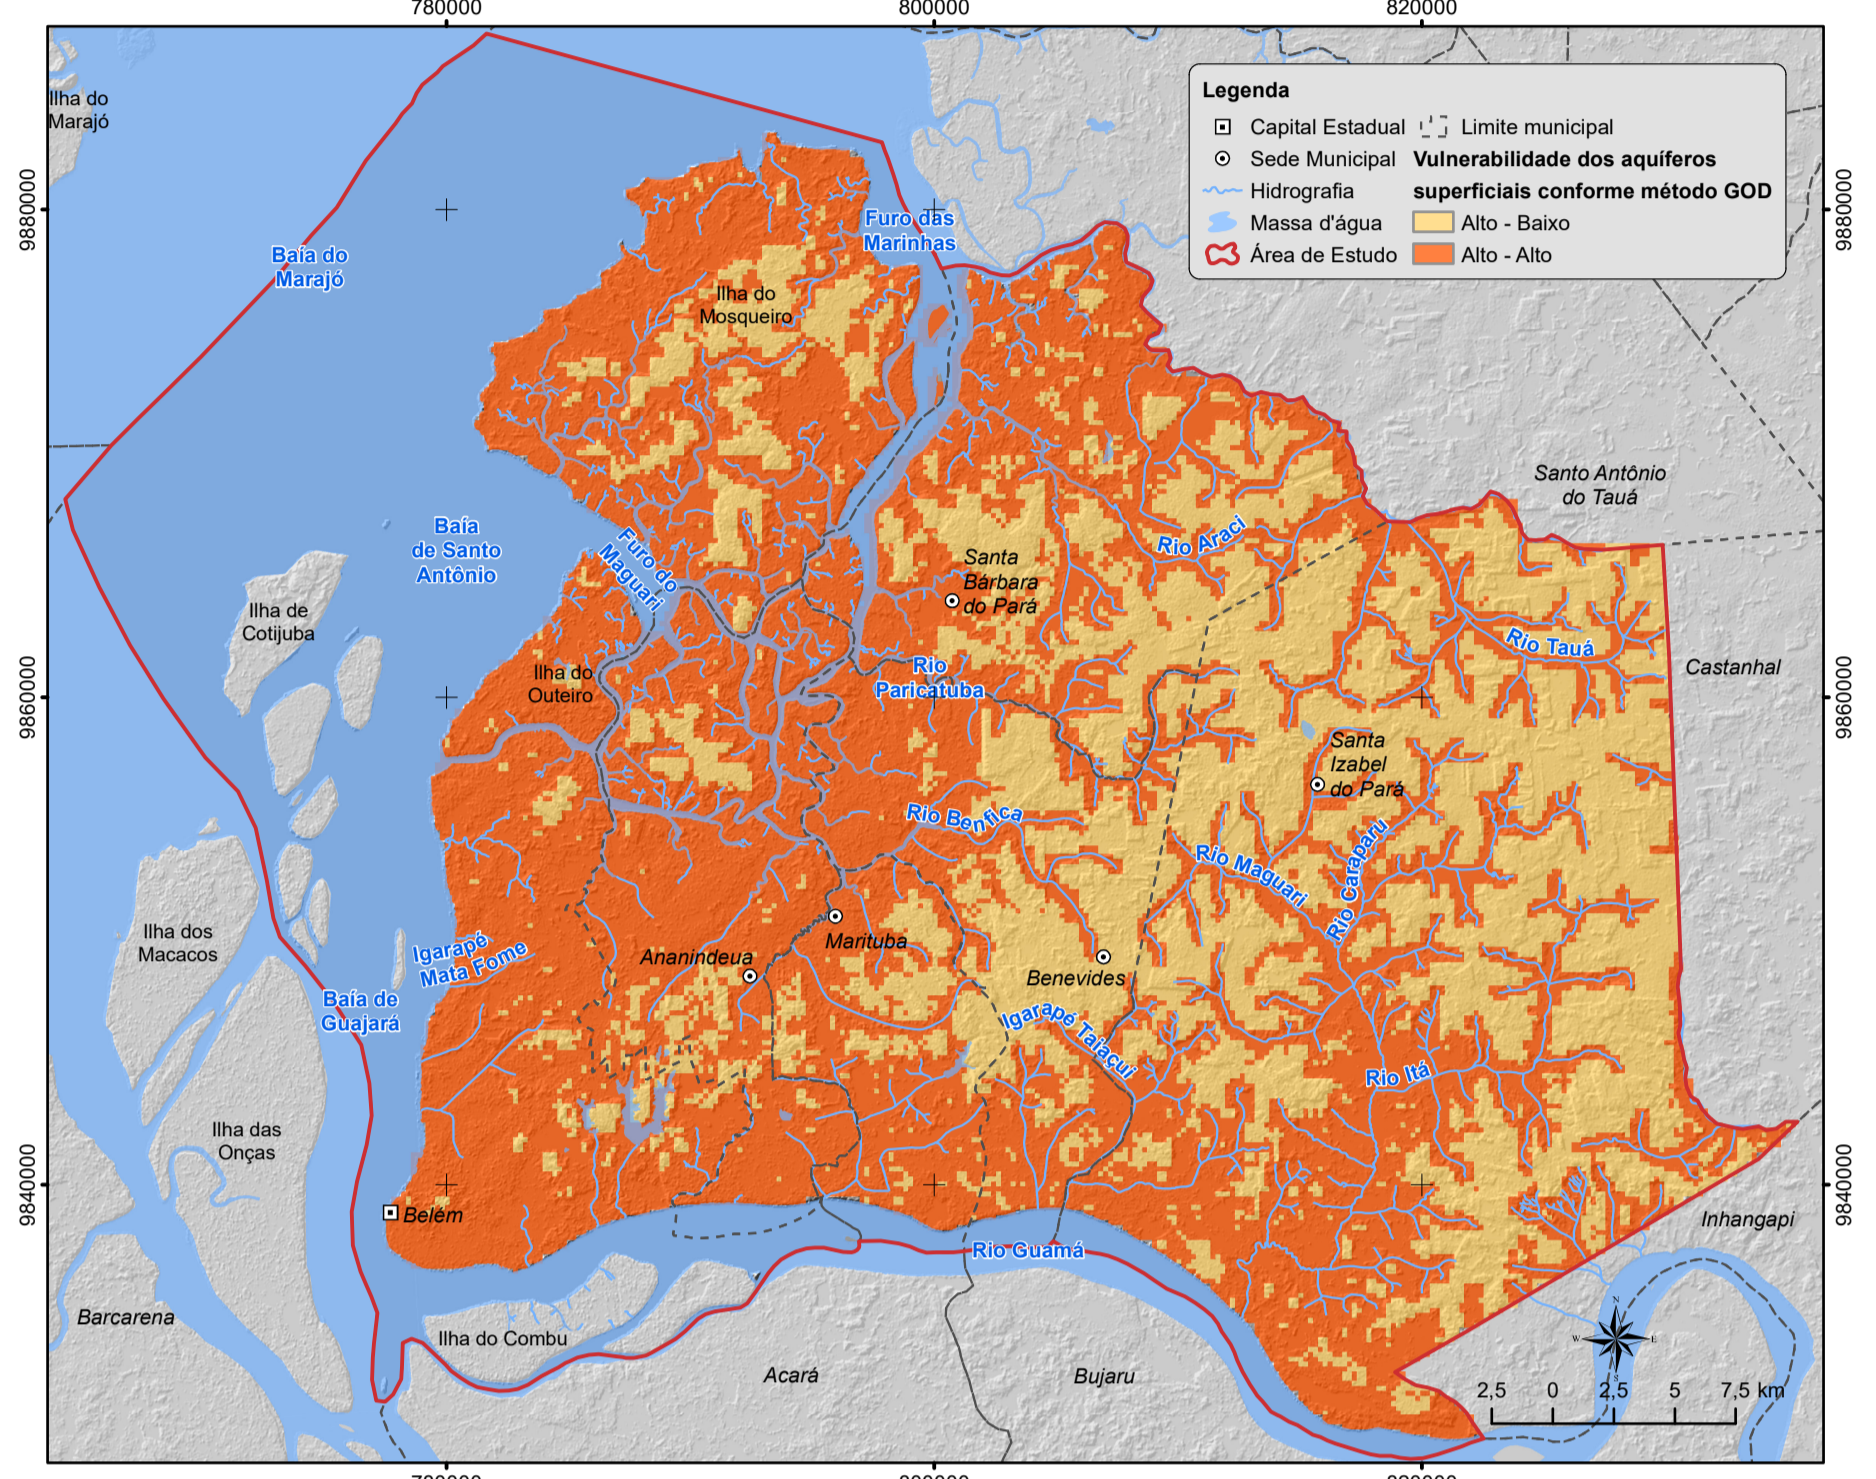 780000
800000
820000
Legenda
Capital Estadual
Limite municipal
Sede Municipal
Vulnerabilidade dos aquíferos
superficiais conforme método GOD
Hidrografia
Massa d'água
Alto - Baixo
Área de Estudo
Alto - Alto
Ilha do
Marajó
9880000
9880000
Baía do
Marajó
Furo das
Marinhas
Ilha do
Mosqueiro
Santo Antônio
do Tauá
Baía
de Santo
Antônio
Furo do
Maguari
Rio Araci
Santa
Bárbara
do Pará
Ilha de
Cotijuba
Rio Tauá
Castanhal
Ilha do
Outeiro
Rio
Paricatuba
9860000
9860000
Santa
Izabel
do Pará
Rio Benfica
Rio Maguari
Rio Caraparu
Ilha dos
Macacos
Igarapé
Mata Fome
Ananindeua
Marituba
Benevides
Baía de
Guajará
Igarapé Taiaçui
Rio Itá
Ilha das
Onças
9840000
9840000
Belém
Inhangapi
Rio Guamá
Barcarena
Ilha do Combu
Acará
Bujaru
N
W
E
S
2,5 0 2,5 5 7,5 km
780000
800000
820000